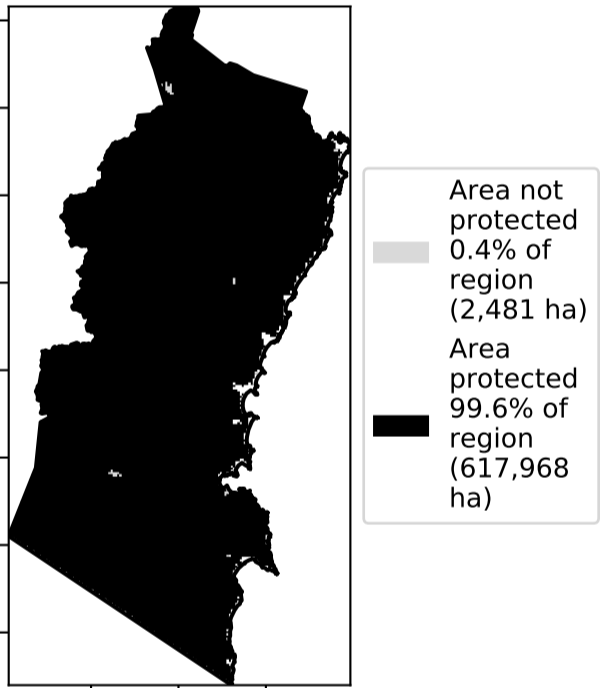 Area not
protected
0.4% of
region
(2,481 ha)
Area
protected
99.6% of
region
(617,968
ha)